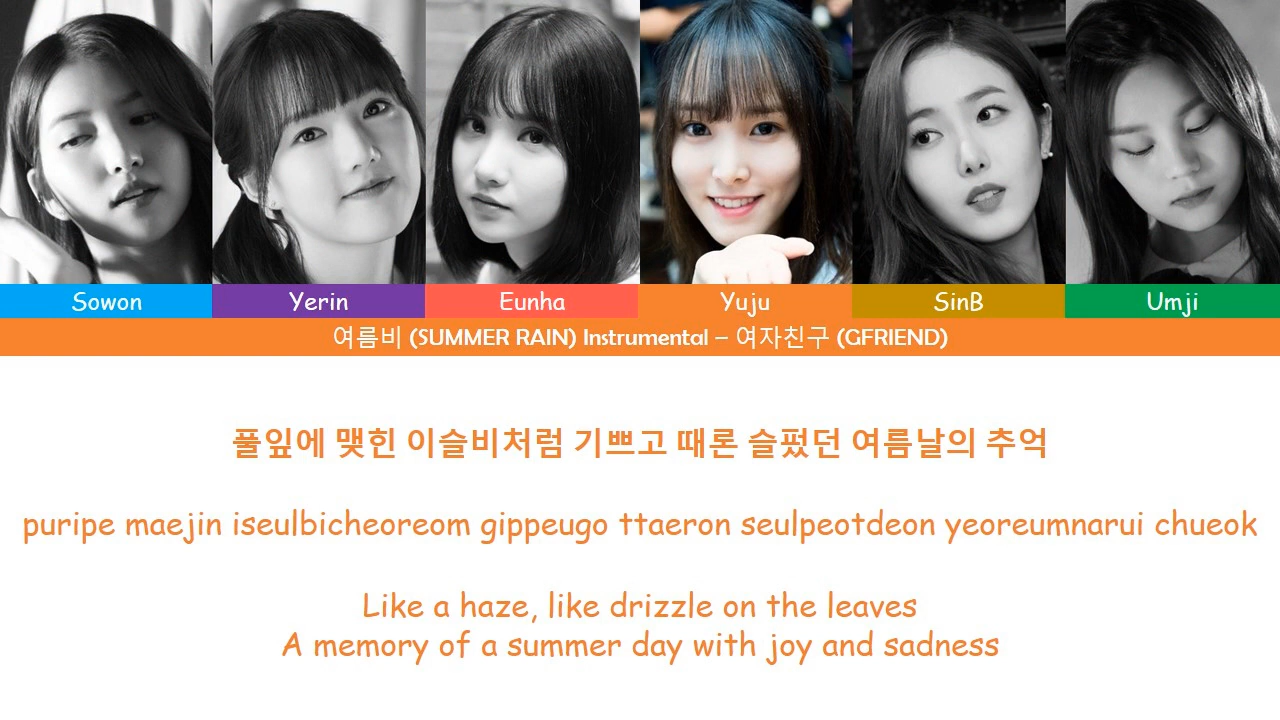 Sowon
Yerin
Eunha
Yuju
SinB
Umji
여름비 (SUMMER RAIN) Instrumental – 여자친구 (GFRIEND)
풀잎에 맺힌 이슬비처럼 기쁘고 때론 슬펐던 여름날의 추억
puripe maejin iseulbicheoreom gippeugo ttaeron seulpeotdeon yeoreumnarui chueok
Like a haze, like drizzle on the leaves
A memory of a summer day with joy and sadness